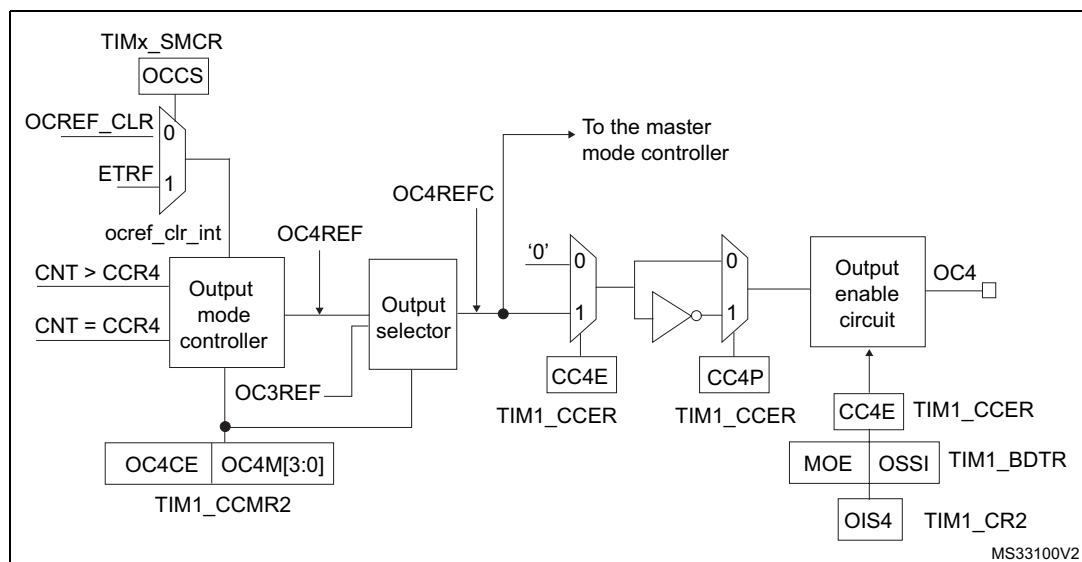 TIMx_SMCR
OCCS
OCREF_CLR
0
ETRF
1
ocref_clr_int
To the master
mode controller
OC4REFC
OC4REF
CNT > CCR4
CNT = CCR4
Output
mode
controller
Output
selector
OC3REF
‘0’
0
1
0
1
Output
enable
circuit
OC4
CC4E
TIM1_CCER
CC4P
TIM1_CCER
CC4E
TIM1_CCER
MOE
OSSI
TIM1_BDTR
OIS4
TIM1_CR2
OC4CE
OC4M[3:0]
TIM1_CCMR2
MS33100V2